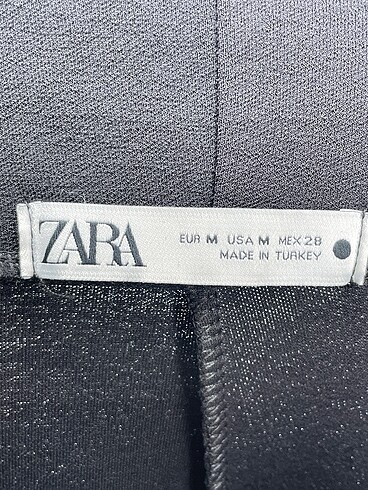 ZARA
EUR M USA M MEX 28
MADE IN TURKEY